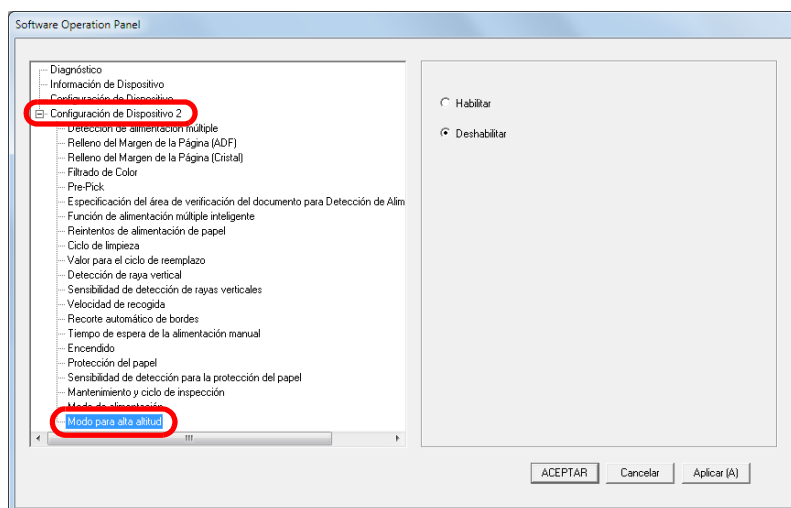 Software Operation Panel
Diagnóstico
Información de Dispositivo
Configuración de Dispositivo
Configuración de Dispositivo 2
Detección de alimentación múltiple
Relleno del Margen de la Página (ADF)
Relleno del Margen de la Página (Cristal)
Filtrado de Color
Pre-Pick
Especificación del área de verificación del documento para Detección de Alim
Función de alimentación múltiple inteligente
Reintentos de alimentación de papel
Ciclo de limpieza
Valor para el ciclo de reemplazo
Detección de raya vertical
Sensibilidad de detección de rayas verticales
Velocidad de recogida
Recorte automático de bordes
Tiempo de espera de la alimentación manual
Encendido
Protección del papel
Sensibilidad de detección para la protección del papel
Mantenimiento y ciclo de inspección
Modo de alimentación
Modo para alta altitud
Habilitar
Deshabilitar
ACEPTAR
Cancelar
Aplicar (A)